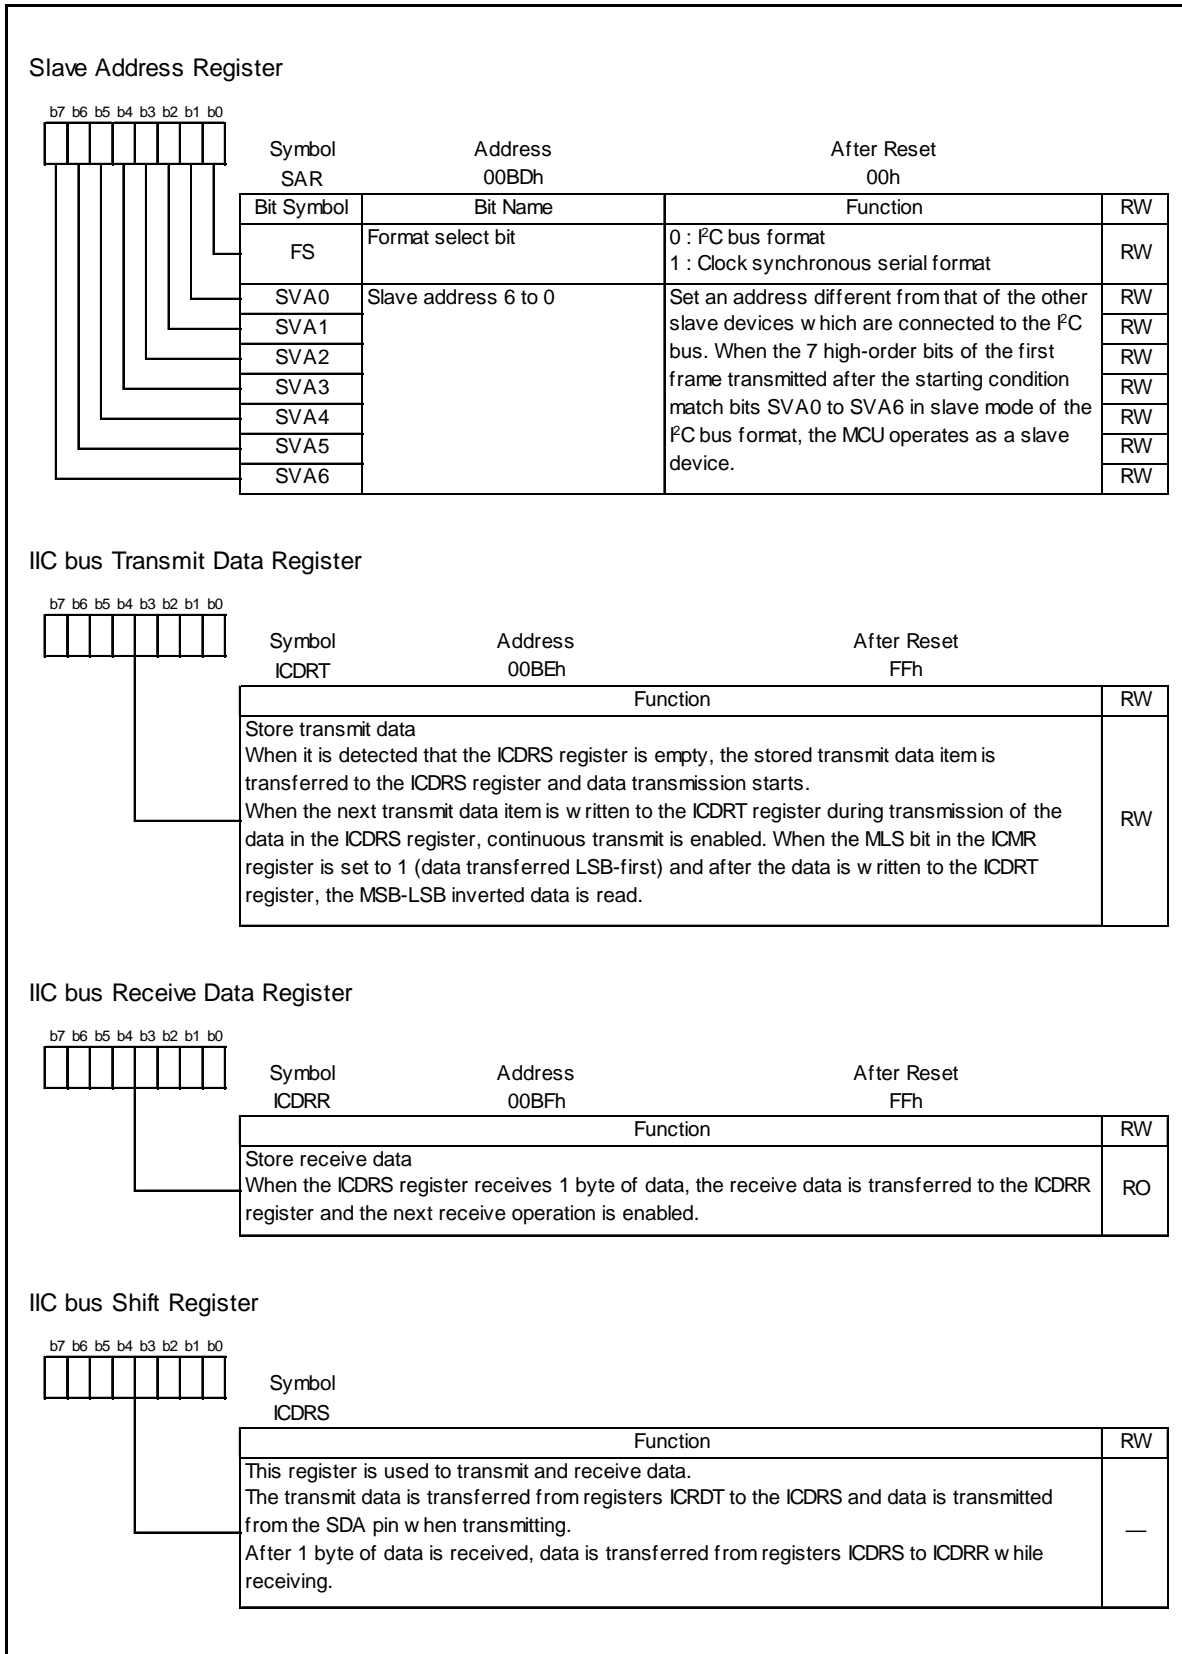 Slave Address Register
b7 b6 b5 b4 b3 b2 b1 b0
Symbol Address After Reset
SAR 00BDh 00h
Bit Symbol Bit Name Function RW
FS Format select bit 0 : I²C bus format RW
1 : Clock synchronous serial format
SVA0 Slave address 6 to 0 Set an address different from that of the other RW
SVA1 slave devices which are connected to the I²C RW
SVA2 bus. When the 7 high-order bits of the first RW
SVA3 frame transmitted after the starting condition RW
SVA4 match bits SVA0 to SVA6 in slave mode of the RW
SVA5 I²C bus format, the MCU operates as a slave RW
SVA6 device. RW
IIC bus Transmit Data Register
b7 b6 b5 b4 b3 b2 b1 b0
Symbol Address After Reset
ICDRT 00BEh FFh
Function RW
Store transmit data
When it is detected that the ICDRS register is empty, the stored transmit data item is
transferred to the ICDRS register and data transmission starts.
When the next transmit data item is written to the ICDRT register during transmission of the RW
data in the ICDRS register, continuous transmit is enabled. When the MLS bit in the ICMR
register is set to 1 (data transferred LSB-first) and after the data is written to the ICDRT
register, the MSB-LSB inverted data is read.
IIC bus Receive Data Register
b7 b6 b5 b4 b3 b2 b1 b0
Symbol Address After Reset
ICDRR 00BFh FFh
Function RW
Store receive data
When the ICDRS register receives 1 byte of data, the receive data is transferred to the ICDRR RO
register and the next receive operation is enabled.
IIC bus Shift Register
b7 b6 b5 b4 b3 b2 b1 b0
Symbol
ICDRS
Function RW
This register is used to transmit and receive data.
The transmit data is transferred from registers ICRDT to the ICDRS and data is transmitted
from the SDA pin when transmitting. —
After 1 byte of data is received, data is transferred from registers ICDRS to ICDRR while
receiving.